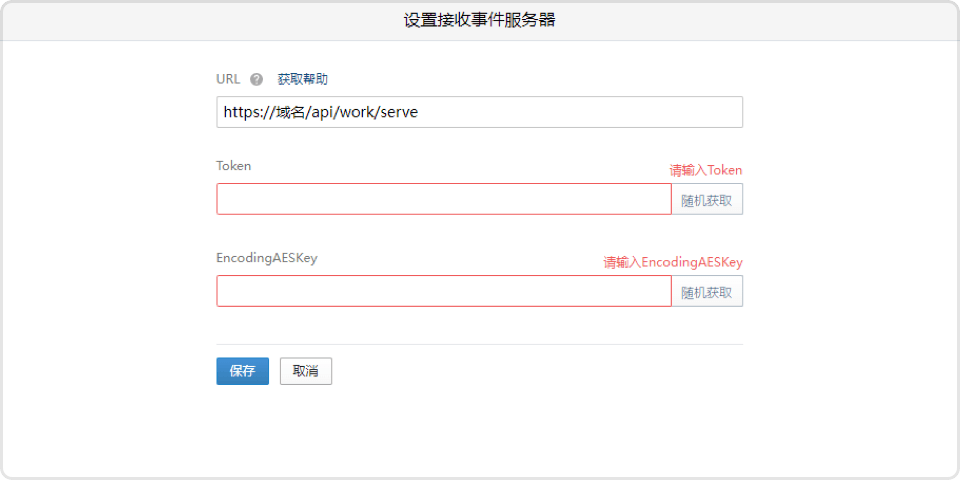 设置接收事件服务器
URL ? 获取帮助
https://域名/api/work/serve
Token 请输入Token
随机获取
EncodingAESKey 请输入EncodingAESKey
随机获取
保存 取消